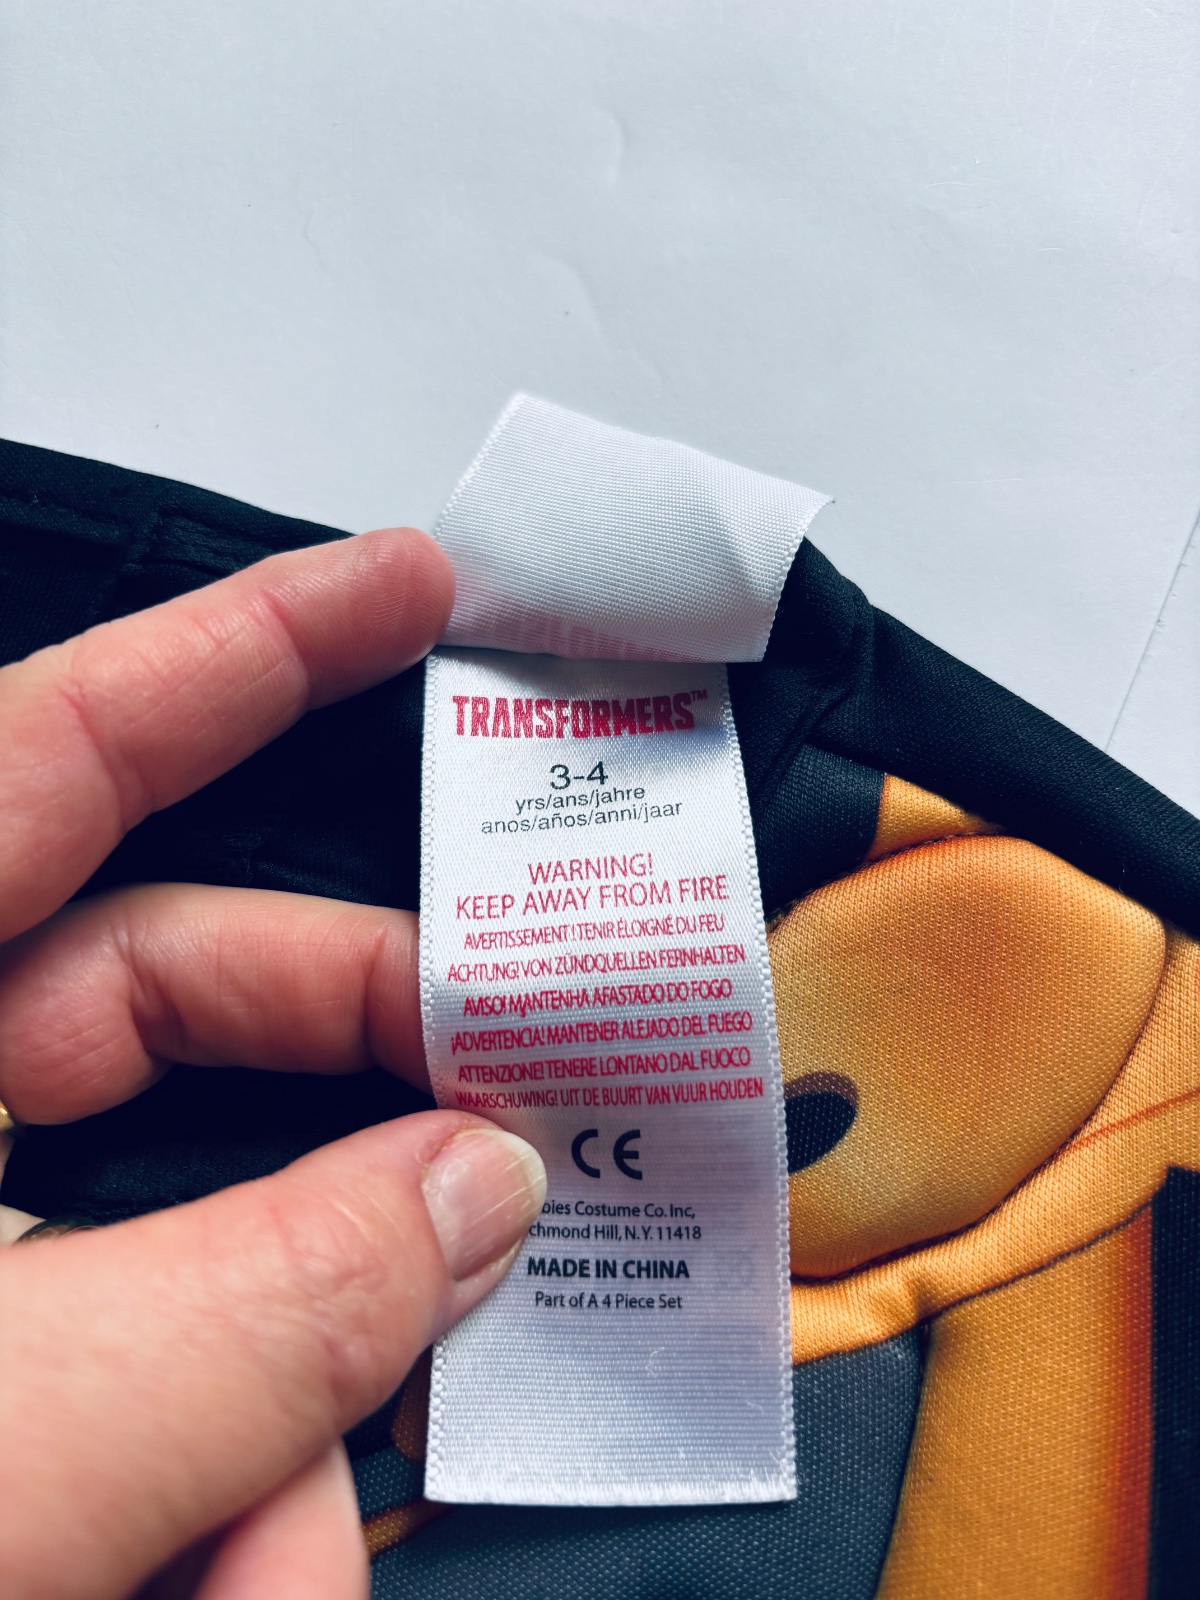 TRANSFORMERS™
3-4
yrs/ans/jahre
anos/años/anni/jaar
WARNING!
KEEP AWAY FROM FIRE
AVERTISSEMENT ! TENIR ÉLOIGNÉ DU FEU
ACHTUNG! VON ZÜNDQUELLEN FERNHALTEN
AVISO! MANTENHA AFASTADO DO FOGO
¡ADVERTENCIA! MANTENER ALEJADO DEL FUEGO
ATTENZIONE! TENERE LONTANO DAL FUOCO
WAARSCHUWING! UIT DE BUURT VAN VUUR HOUDEN
CE
bies Costume Co. Inc,
chmond Hill, N.Y. 11418
MADE IN CHINA
Part of A 4 Piece Set